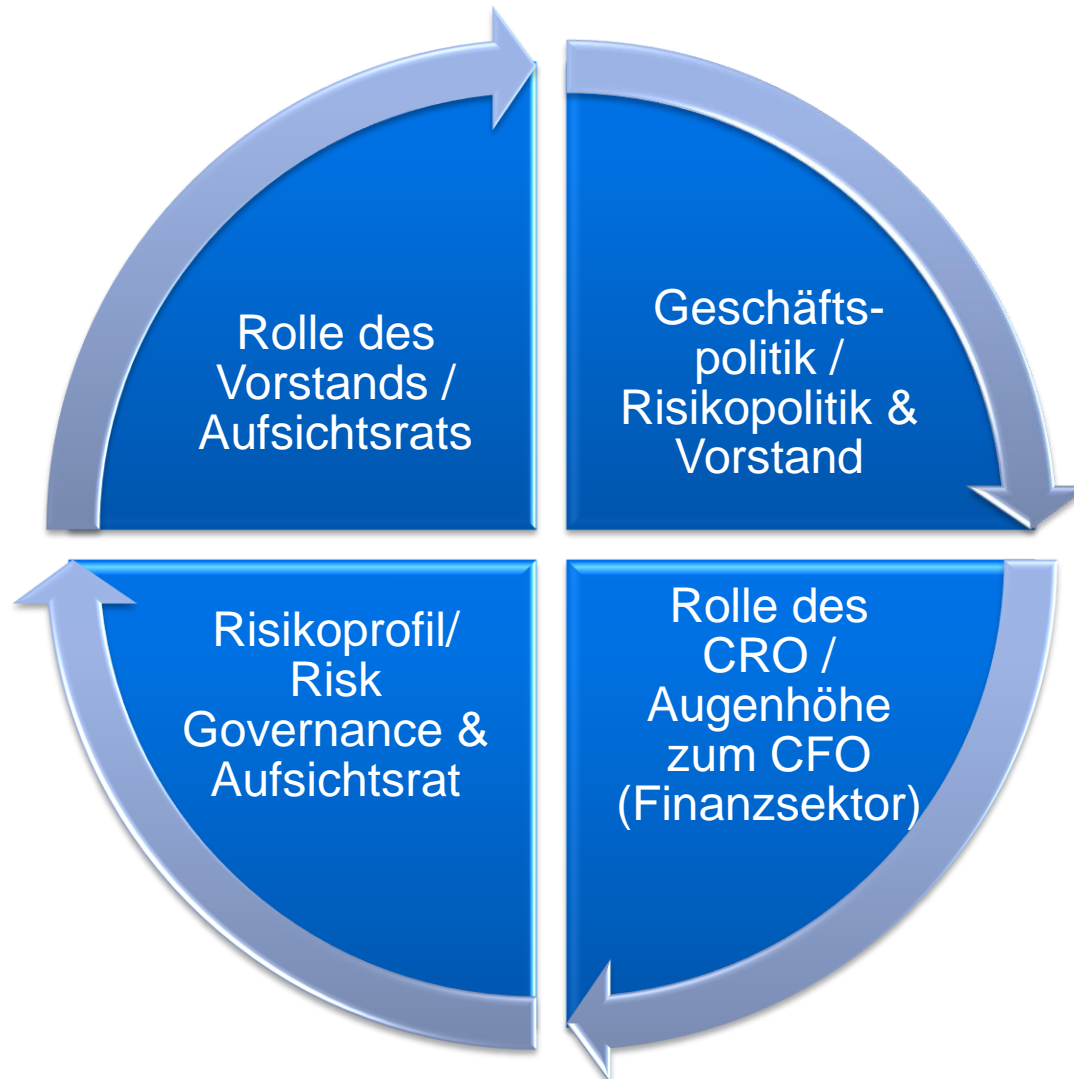 Rolle des
Vorstands /
Aufsichtsrats
Geschäfts-
politik /
Risikopolitik &
Vorstand
Risikoprofil/
Risk
Governance &
Aufsichtsrat
Rolle des
CRO /
Augenhöhe
zum CFO
(Finanzsektor)